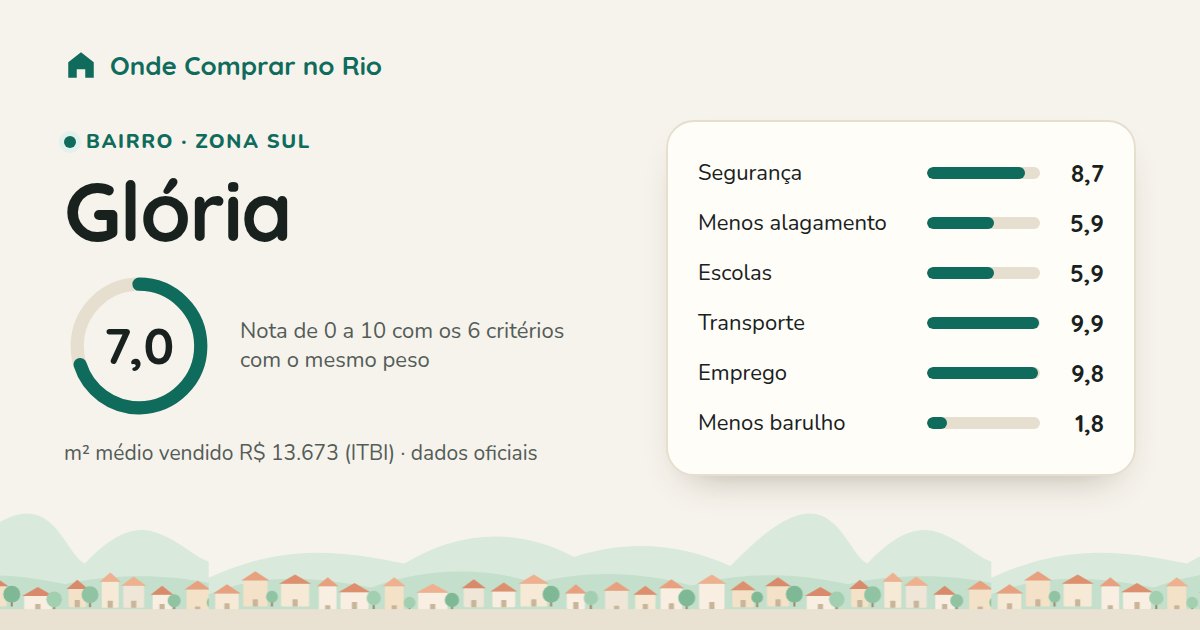 Onde Comprar no Rio
BAIRRO · ZONA SUL
Glória
7,0
Nota de 0 a 10 com os 6 critérios
com o mesmo peso
m² médio vendido R$ 13.673 (ITBI) · dados oficiais
Segurança 8,7
Menos alagamento 5,9
Escolas 5,9
Transporte 9,9
Emprego 9,8
Menos barulho 1,8